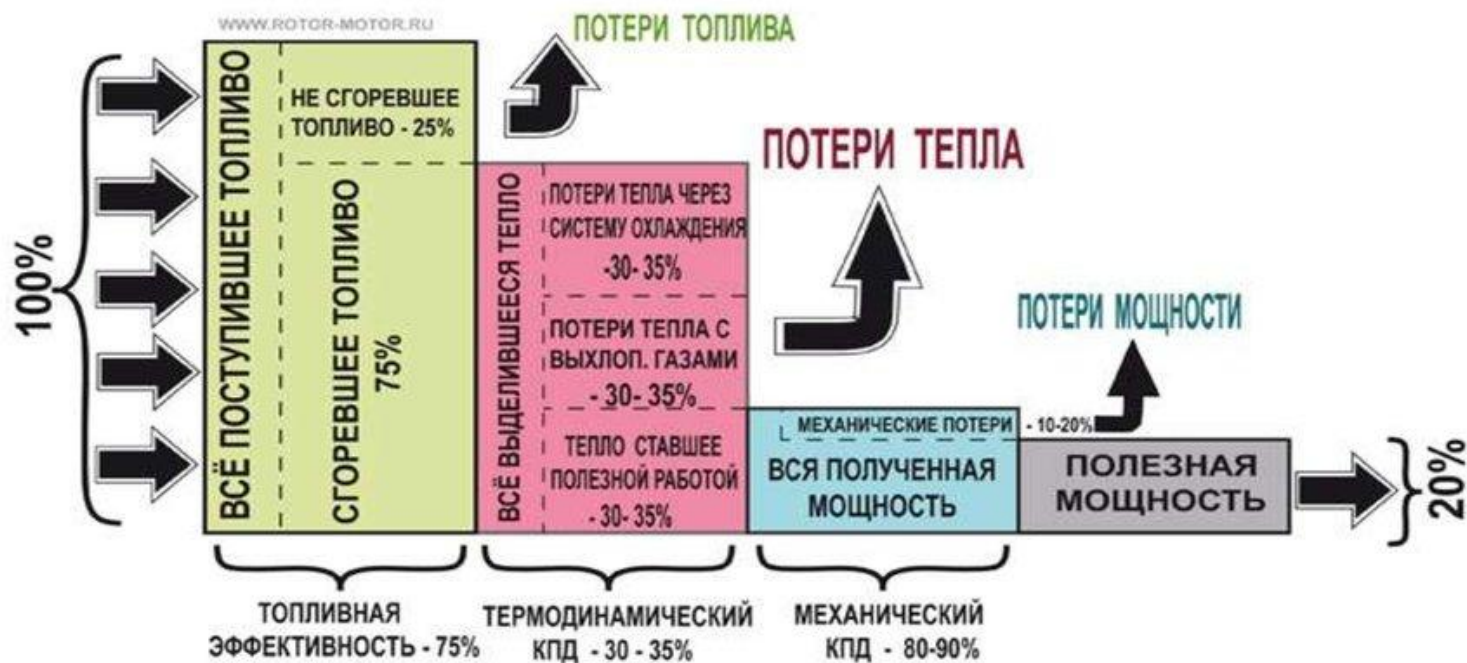 WWW.ROTOR-MOTOR.RU
ПОТЕРИ ТОПЛИВА
100%
ВСЁ ПОСТУПИВШЕЕ ТОПЛИВО
НЕ СГОРЕВШЕЕ
ТОПЛИВО - 25%
СГОРЕВШЕЕ ТОПЛИВО
75%
ПОТЕРИ ТЕПЛА
ВСЁ ВЫДЕЛИВШЕЕСЯ ТЕПЛО
ПОТЕРИ ТЕПЛА ЧЕРЕЗ
СИСТЕМУ ОХЛАЖДЕНИЯ
-30- 35%
ПОТЕРИ ТЕПЛА С
ВЫХЛОП. ГАЗАМИ
- 30- 35%
ТЕПЛО СТАВШЕЕ
ПОЛЕЗНОЙ РАБОТОЙ
- 30- 35%
ПОТЕРИ МОЩНОСТИ
МЕХАНИЧЕСКИЕ ПОТЕРИ - 10-20%
ВСЯ ПОЛУЧЕННАЯ
МОЩНОСТЬ
ПОЛЕЗНАЯ
МОЩНОСТЬ
20%
ТОПЛИВНАЯ
ЭФФЕКТИВНОСТЬ - 75%
ТЕРМОДИНАМИЧЕСКИЙ
КПД - 30 - 35%
МЕХАНИЧЕСКИЙ
КПД - 80-90%